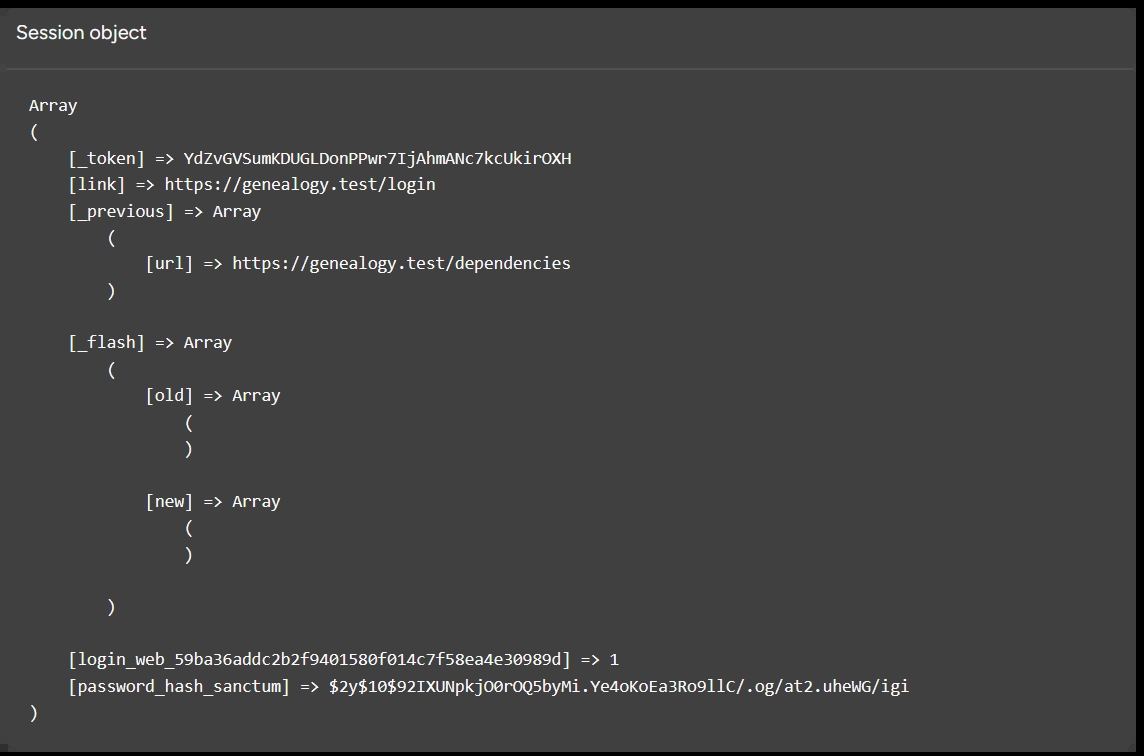 Session object
Array
(
[_token] => YdZvGVSumKDUGLDonPPwr7IjAhmANc7kcUkirOXH
[link] => https://genealogy.test/login
[_previous] => Array
(
[url] => https://genealogy.test/dependencies
)
[_flash] => Array
(
[old] => Array
(
)
[new] => Array
(
)
)
[login_web_59ba36addc2b2f9401580f014c7f58ea4e30989d] => 1
[password_hash_sanctum] => $2y$10$92IXUNpkjO0rOQ5byMi.Ye4oKoEa3Ro9llC/.og/at2.uheWG/igi
)